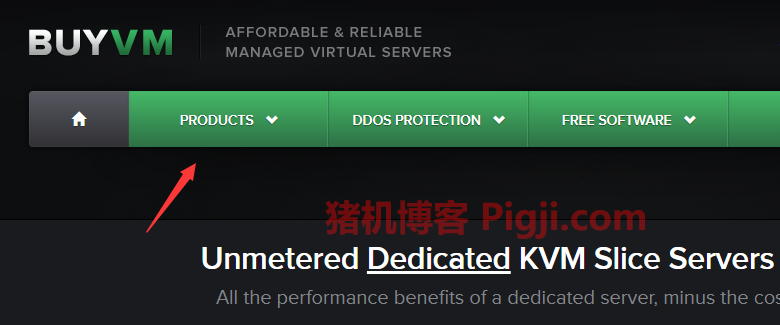 BUYVM
AFFORDABLE & RELIABLE
MANAGED VIRTUAL SERVERS
PRODUCTS
DDOS PROTECTION
FREE SOFTWARE
猪机博客 Pigji.com
Unmetered Dedicated KVM Slice Servers
All the performance benefits of a dedicated server, minus the